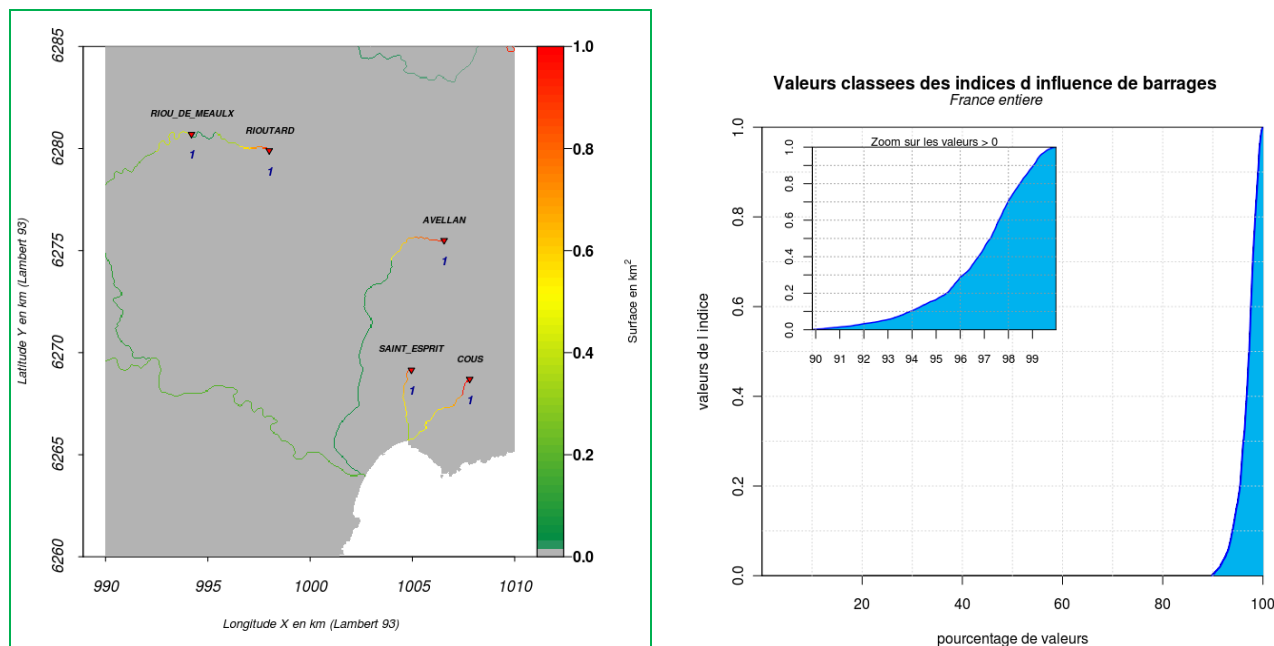 6285
6280
6275
6270
6265
6260
Latitude Y en km (Lambert 93)
RIOU_DE_MEAULX
1
RIOUTARD
1
AVELLAN
1
SAINT_ESPRIT
1
COUS
1
990
995
1000
1005
1010
Longitude X en km (Lambert 93)
1.0
0.8
0.6
0.4
0.2
0.0
Surface en km²
Valeurs classees des indices d influence de barrages
France entiere
1.0
0.8
0.6
0.4
0.2
0.0
valeurs de l indice
Zoom sur les valeurs > 0
1.0
0.8
0.6
0.4
0.2
0.0
90 91 92 93 94 95 96 97 98 99
20 40 60 80 100
pourcentage de valeurs